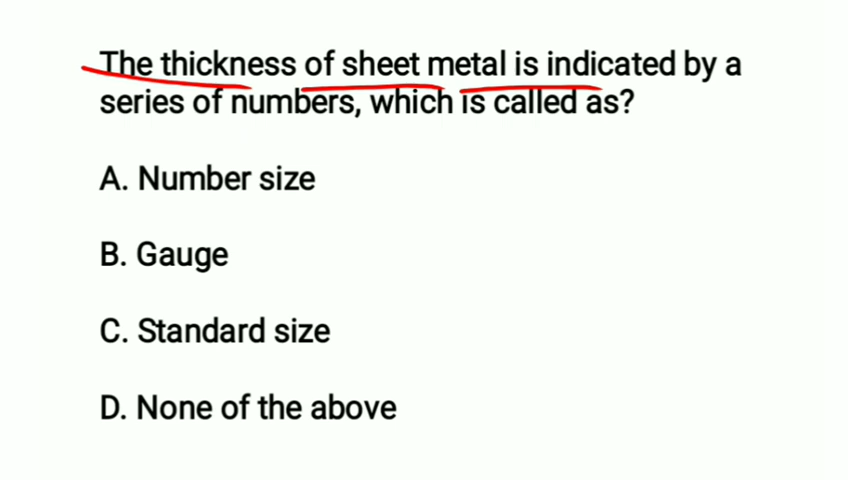 The thickness of sheet metal is indicated by a
series of numbers, which is called as?
A. Number size
B. Gauge
C. Standard size
D. None of the above